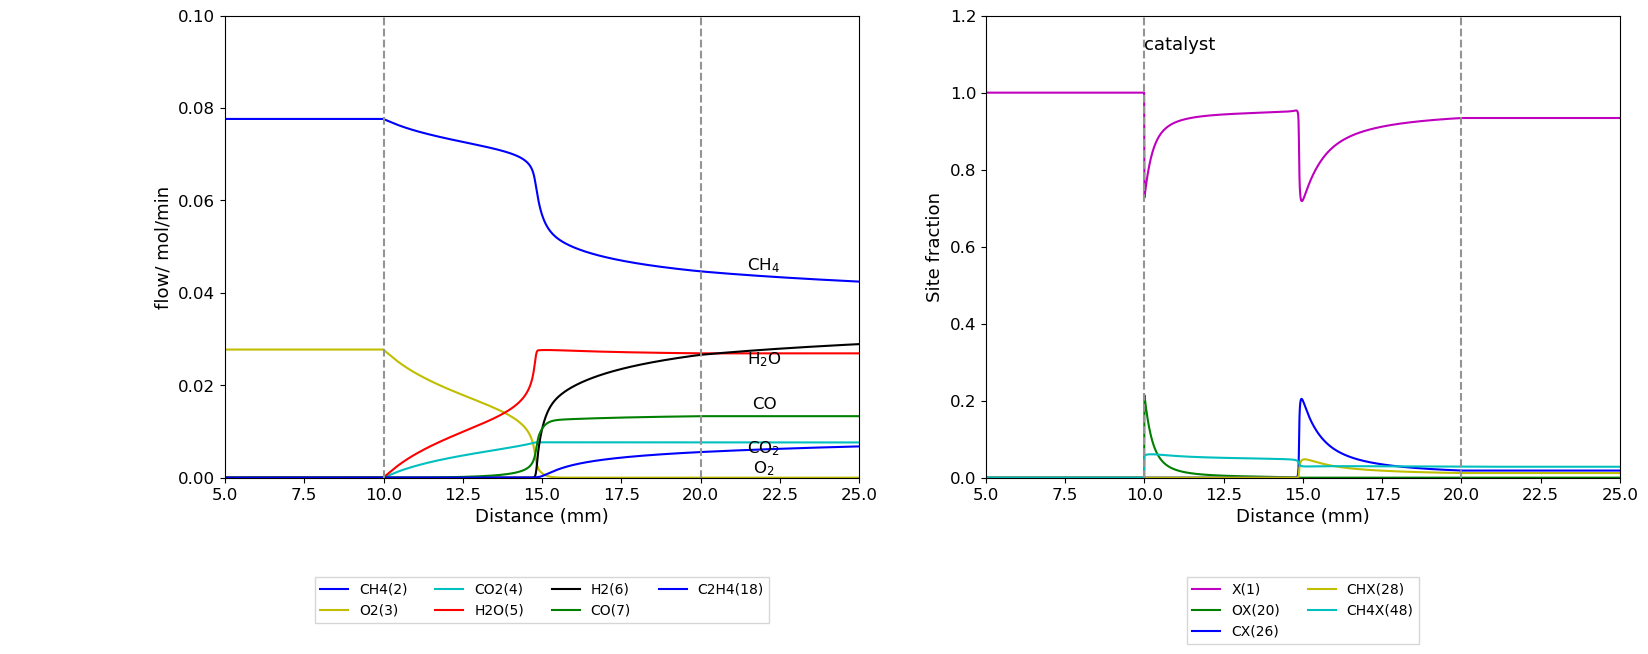 0.10
0.08
0.06
0.04
0.02
0.00
flow/ mol/min
CH₄
H₂O
CO
CO₂
O₂
5.0 7.5 10.0 12.5 15.0 17.5 20.0 22.5 25.0
Distance (mm)
CH4(2) CO2(4) H2(6) C2H4(18)
O2(3) H2O(5) CO(7)
1.2
1.0
0.8
0.6
0.4
0.2
0.0
Site fraction
catalyst
5.0 7.5 10.0 12.5 15.0 17.5 20.0 22.5 25.0
Distance (mm)
X(1) CHX(28)
OX(20) CH4X(48)
CX(26)